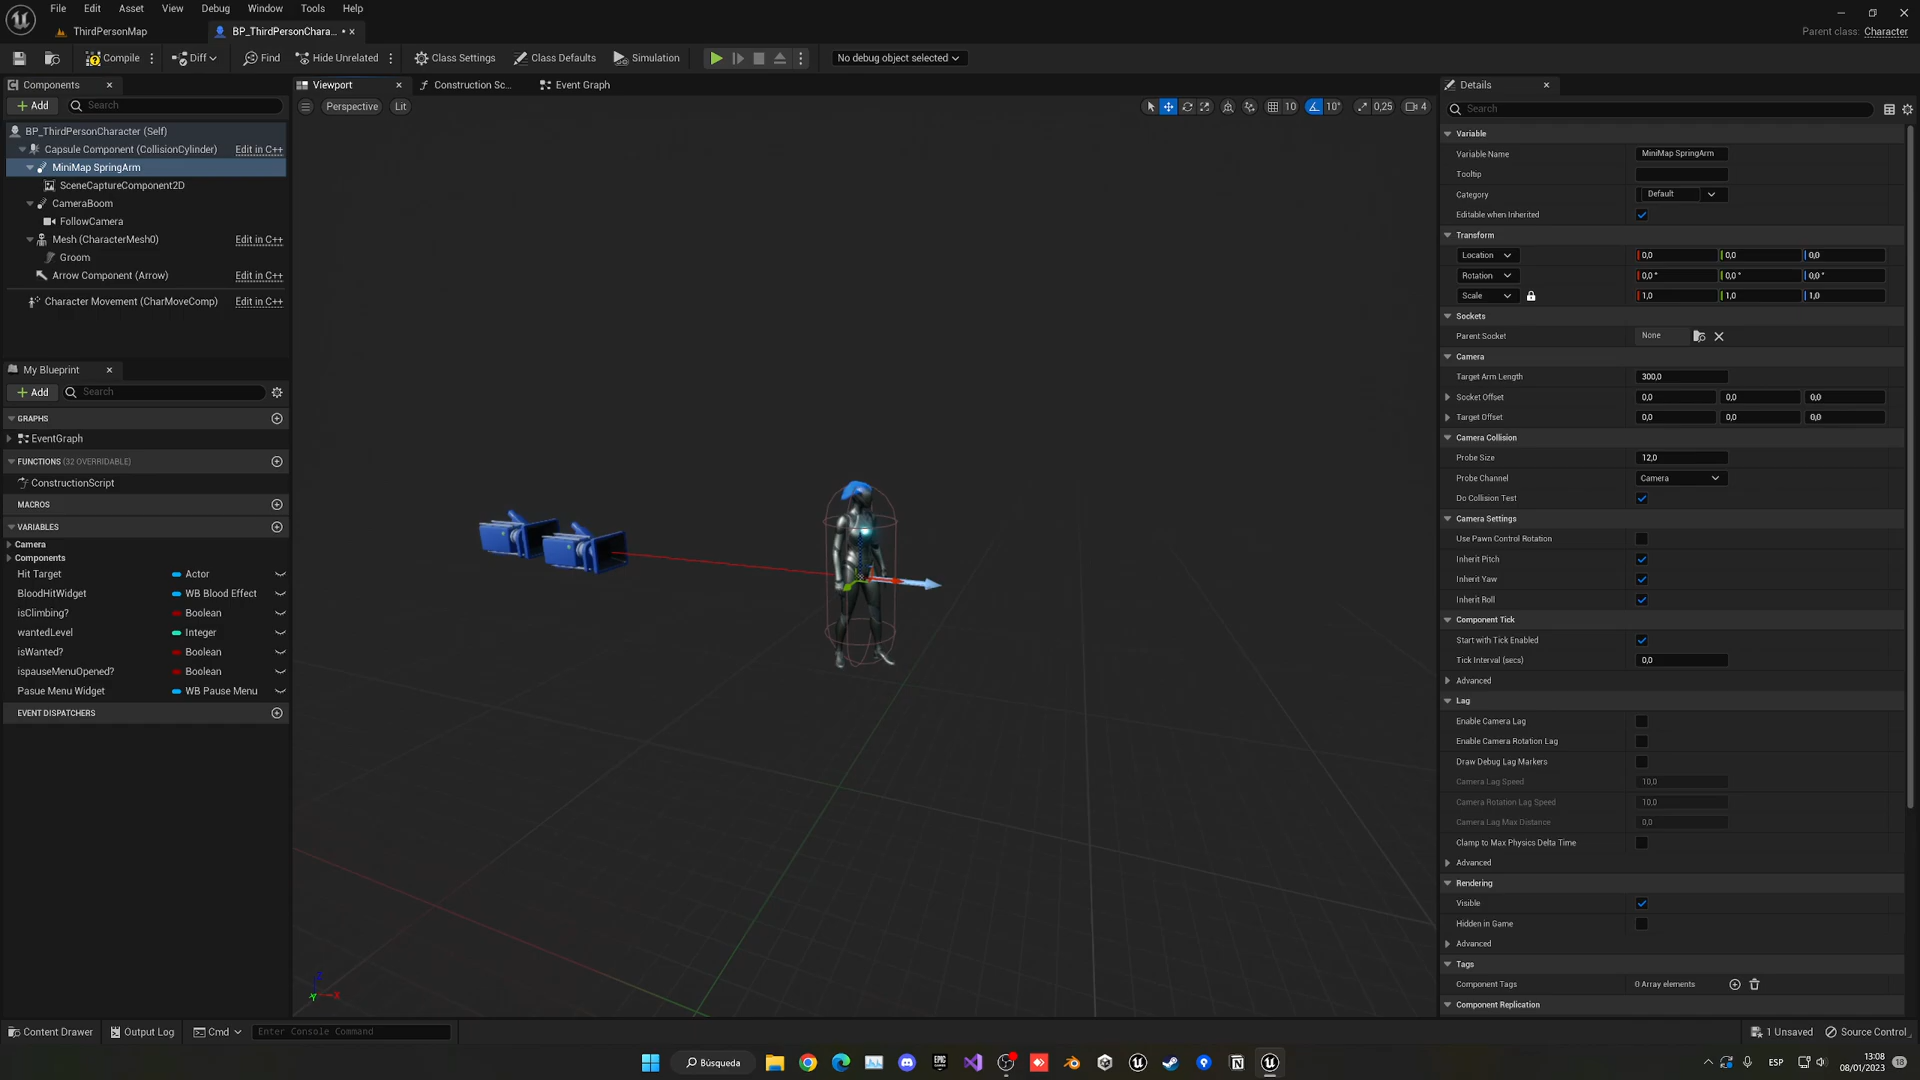 File Edit Asset View Debug Window Tools Help
ThirdPersonMap
BP_ThirdPersonChara...
Parent class: Character
Compile
Diff
Find
Hide Unrelated
Class Settings
Class Defaults
Simulation
No debug object selected
Components
Viewport
Construction Sc...
Event Graph
Details
Add
Search
Perspective
Lit
10
10°
0,25
4
Search
BP_ThirdPersonCharacter (Self)
Capsule Component (CollisionCylinder) Edit in C++
MiniMap SpringArm
SceneCaptureComponent2D
CameraBoom
FollowCamera
Mesh (CharacterMesh0) Edit in C++
Groom
Arrow Component (Arrow) Edit in C++
Character Movement (CharMoveComp) Edit in C++
My Blueprint
Add
Search
GRAPHS
EventGraph
FUNCTIONS (32 OVERRIDABLE)
ConstructionScript
MACROS
VARIABLES
Camera
Components
Hit Target Actor
BloodHitWidget WB Blood Effect
isClimbing? Boolean
wantedLevel Integer
isWanted? Boolean
ispauseMenuOpened? Boolean
Pasue Menu Widget WB Pause Menu
EVENT DISPATCHERS
Z
Y
X
Variable
Variable Name MiniMap SpringArm
Tooltip
Category Default
Editable when Inherited
Transform
Location 0,0 0,0 0,0
Rotation 0,0 ° 0,0 ° 0,0 °
Scale 1,0 1,0 1,0
Sockets
Parent Socket None
Camera
Target Arm Length 300,0
Socket Offset 0,0 0,0 0,0
Target Offset 0,0 0,0 0,0
Camera Collision
Probe Size 12,0
Probe Channel Camera
Do Collision Test
Camera Settings
Use Pawn Control Rotation
Inherit Pitch
Inherit Yaw
Inherit Roll
Component Tick
Start with Tick Enabled
Tick Interval (secs) 0,0
Advanced
Lag
Enable Camera Lag
Enable Camera Rotation Lag
Draw Debug Lag Markers
Camera Lag Speed 10,0
Camera Rotation Lag Speed 10,0
Camera Lag Max Distance 0,0
Clamp to Max Physics Delta Time
Advanced
Rendering
Visible
Hidden in Game
Advanced
Tags
Component Tags 0 Array elements
Component Replication
Content Drawer
Output Log
Cmd
Enter Console Command
1 Unsaved
Source Control
Búsqueda
EPIC
ESP
13:08
08/01/2023
18